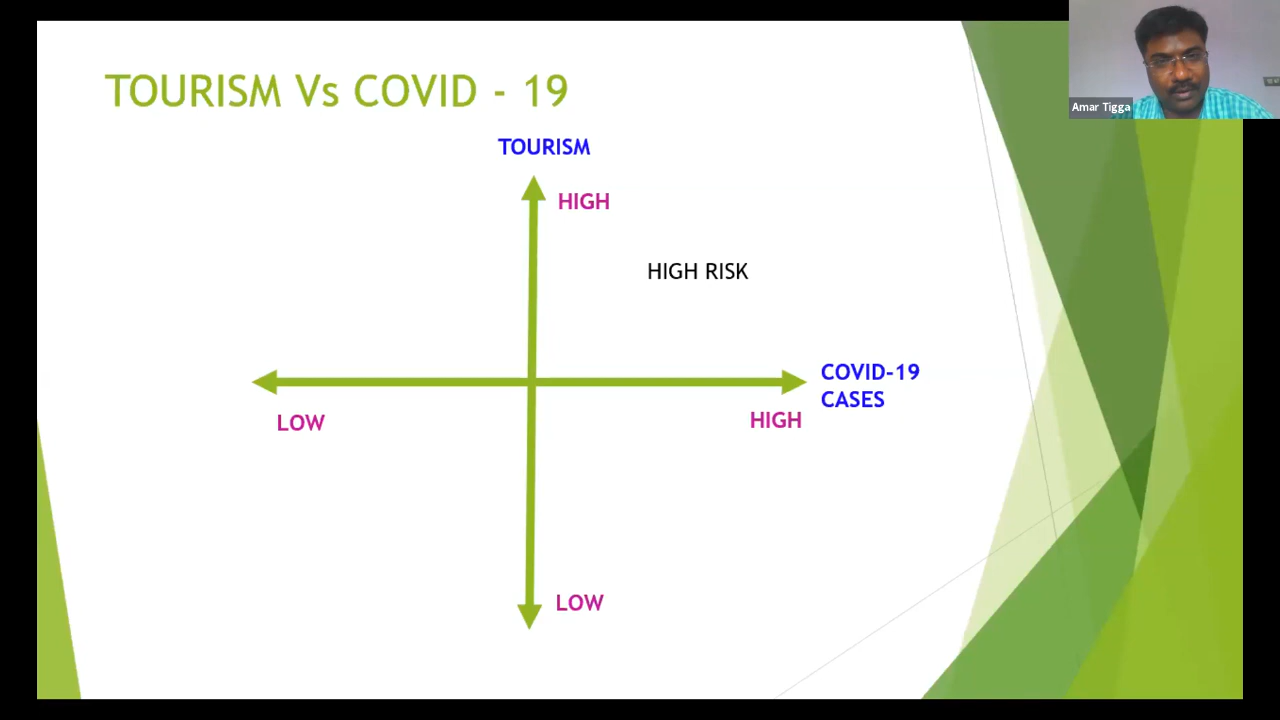 TOURISM Vs COVID - 19
Amar Tigga
TOURISM
HIGH
HIGH RISK
COVID-19
CASES
LOW
HIGH
LOW